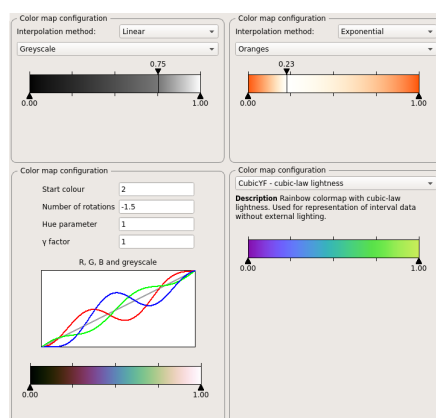 Color map configuration
Interpolation method: Linear
Greyscale
0.75
0.00 1.00
Color map configuration
Interpolation method: Exponential
Oranges
0.23
0.00 1.00
Color map configuration
Start colour 2
Number of rotations -1.5
Hue parameter 1
γ factor 1
R, G, B and greyscale
0.00 1.00
Color map configuration
CubicYF - cubic-law lightness
Description Rainbow colormap with cubic-law
lightness. Used for representation of interval data
without external lighting.
0.00 1.00